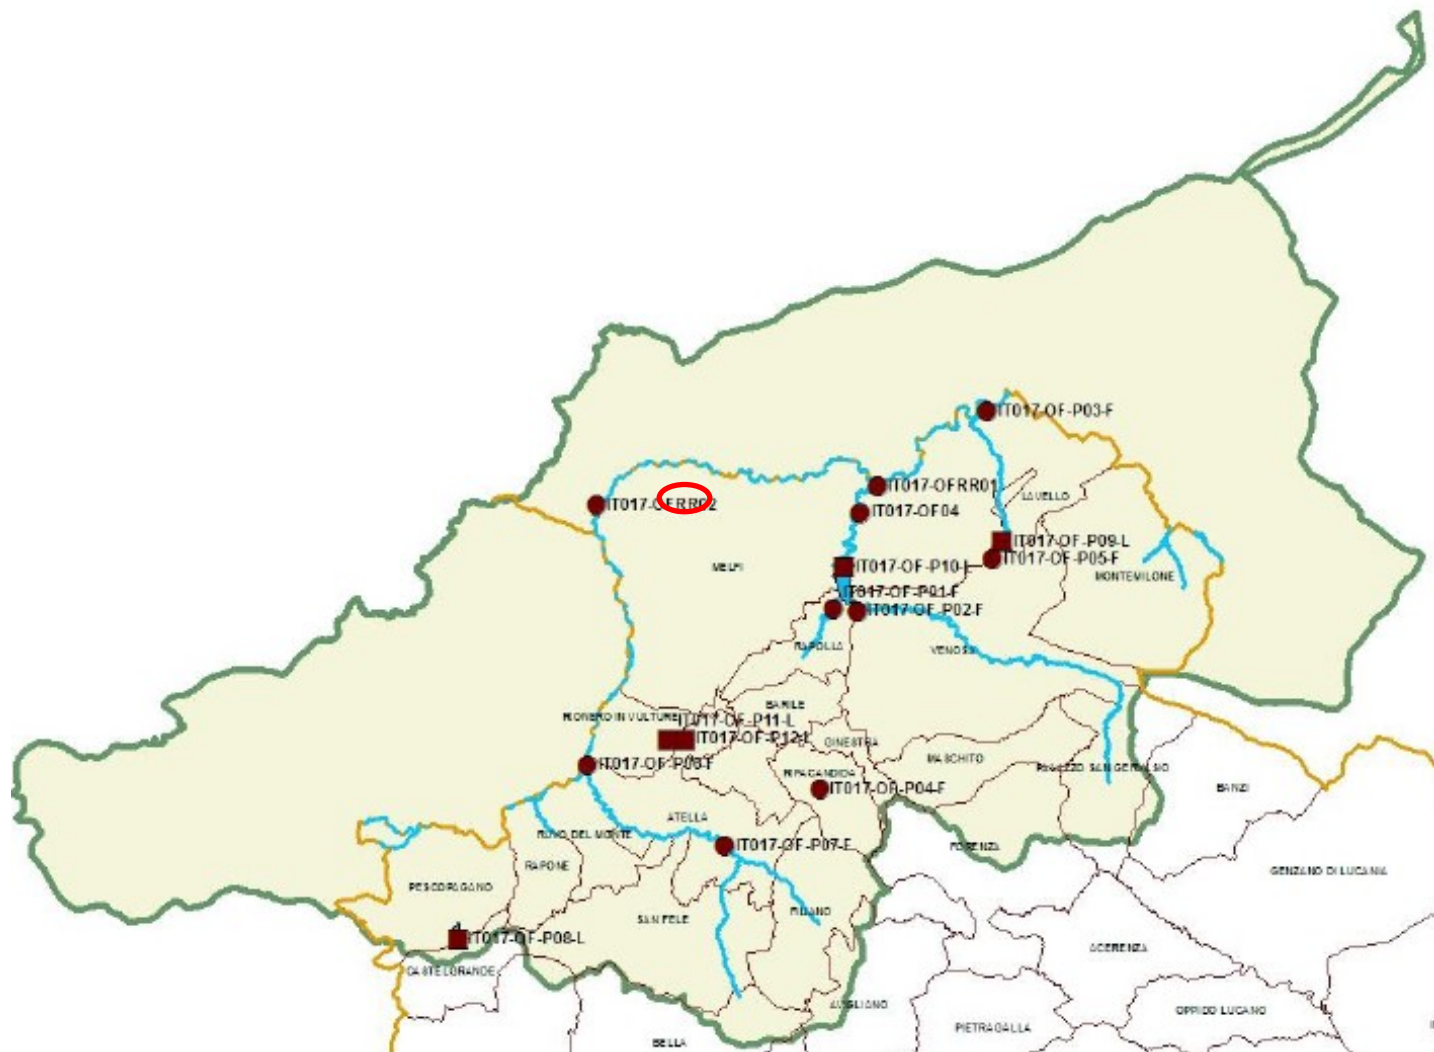 IT017-OF-P03-F
IT017-OFRR01
LAVELLO
IT017-OFRR02
IT017-OF04
IT017-OF-P09-L
IT017-OF-P05-F
MELFI
IT017-OF-P10-L
MONTEMILONE
IT017-OF-P01-F
IT017-OF-P02-F
RAPOLLA
VENOSA
BARILE
RIONERO IN VULTURE
IT017-OF-P11-L
IT017-OF-P12-L
GINESTRA
MASCHITO
IT017-OF-P06-F
RIPACANDIDA
PALAZZO SAN GERVASIO
BANZI
IT017-OF-P04-F
ATELLA
RUVO DEL MONTE
IT017-OF-P07-F
FORENZA
RAPONE
GENZANO DI LUCANIA
PESCOPAGANO
SAN FELE
FILIANO
IT017-OF-P08-L
ACERENZA
CASTELGRANDE
AVIGLIANO
OPPIDO LUCANO
PIETRAGALLA
BELLA